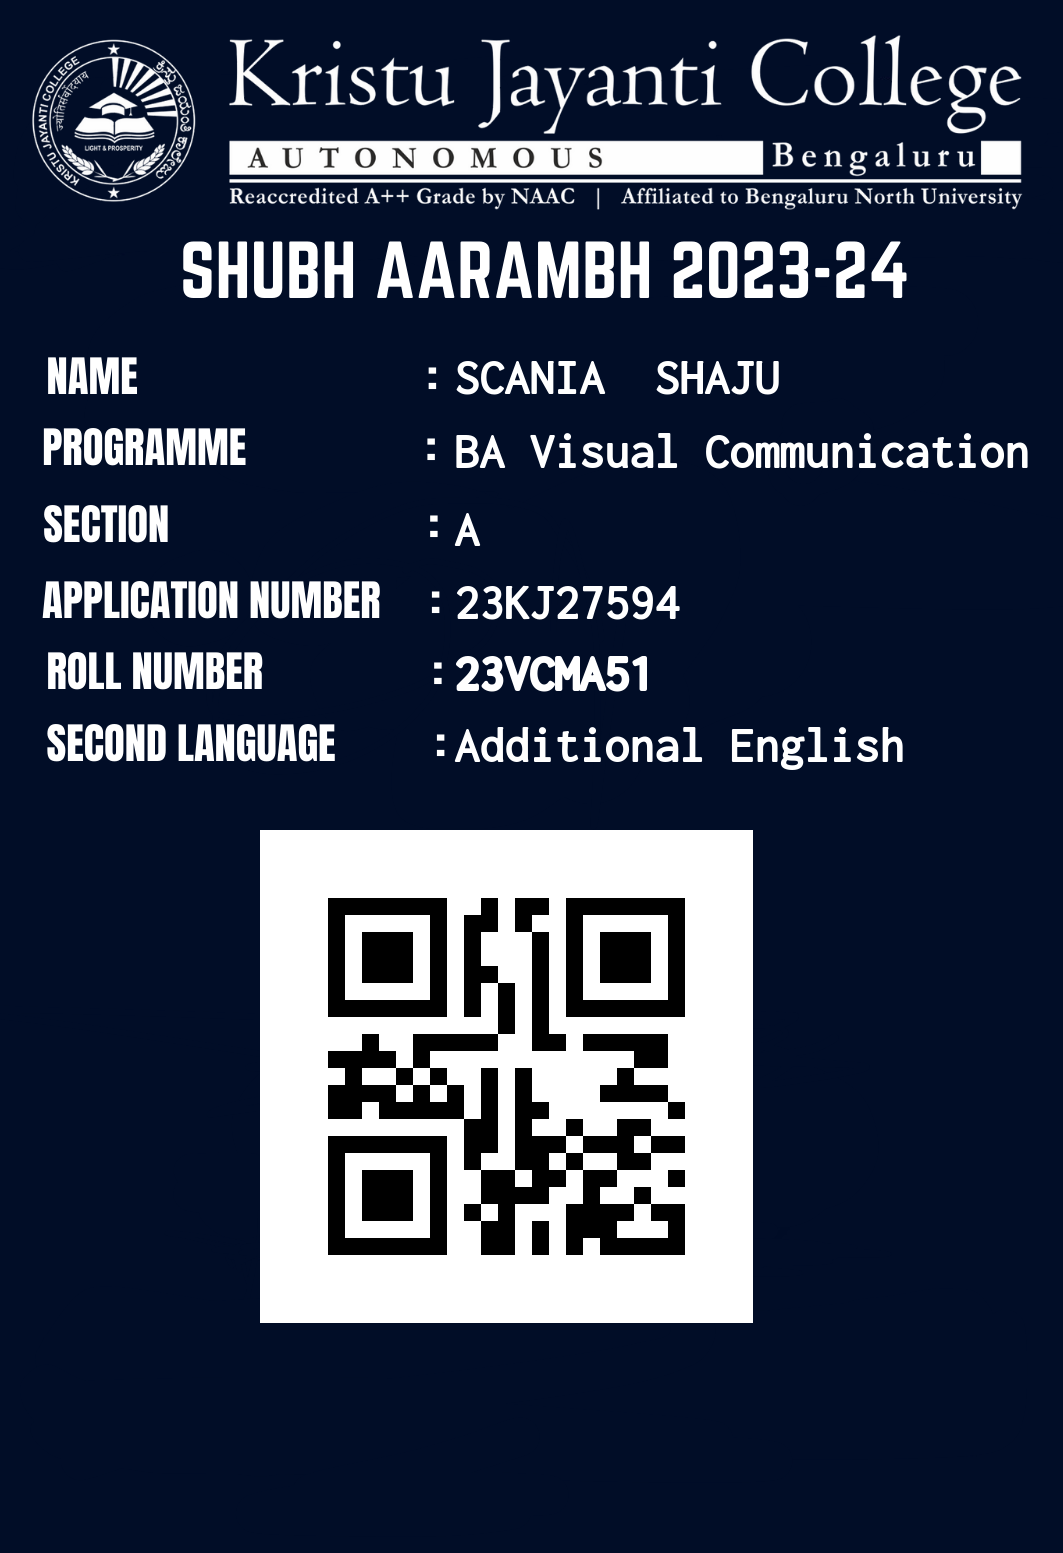 KRISTU JAYANTI COLLEGE
ಕ್ರಿಸ್ತು ಜಯಂತಿ ಕಾಲೇಜು
ज्योतिर्समृद्धिदायाय
LIGHT & PROSPERITY
Kristu Jayanti College
AUTONOMOUS Bengaluru
Reaccredited A++ Grade by NAAC | Affiliated to Bengaluru North University
SHUBH AARAMBH 2023-24
NAME : SCANIA SHAJU
PROGRAMME : BA Visual Communication
SECTION : A
APPLICATION NUMBER : 23KJ27594
ROLL NUMBER : 23VCMA51
SECOND LANGUAGE : Additional English